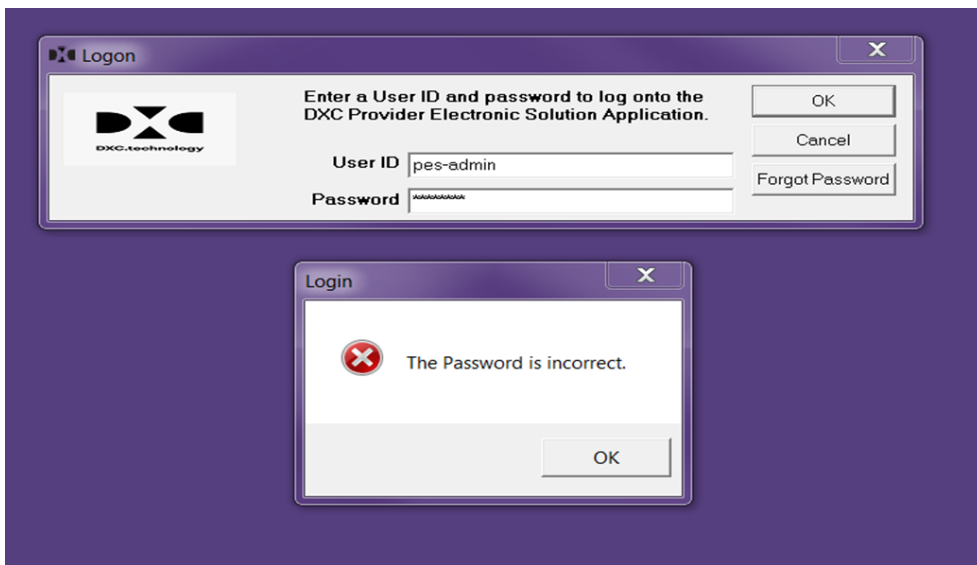 DXC Logon
X
DXC.technology
Enter a User ID and password to log onto the
DXC Provider Electronic Solution Application.
User ID pes-admin
Password *********
OK
Cancel
Forgot Password
Login
X
The Password is incorrect.
OK